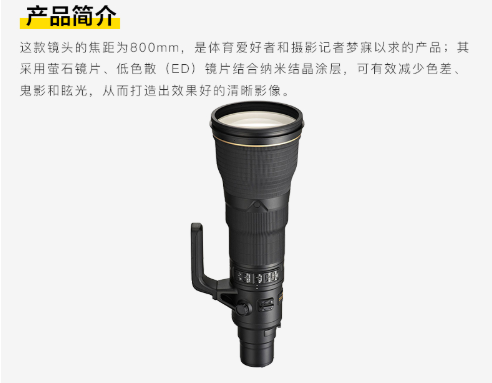 产品简介
这款镜头的焦距为800mm，是体育爱好者和摄影记者梦寐以求的产品；其
采用萤石镜片、低色散（ED）镜片结合纳米结晶涂层，可有效减少色差、
鬼影和眩光，从而打造出效果好的清晰影像。